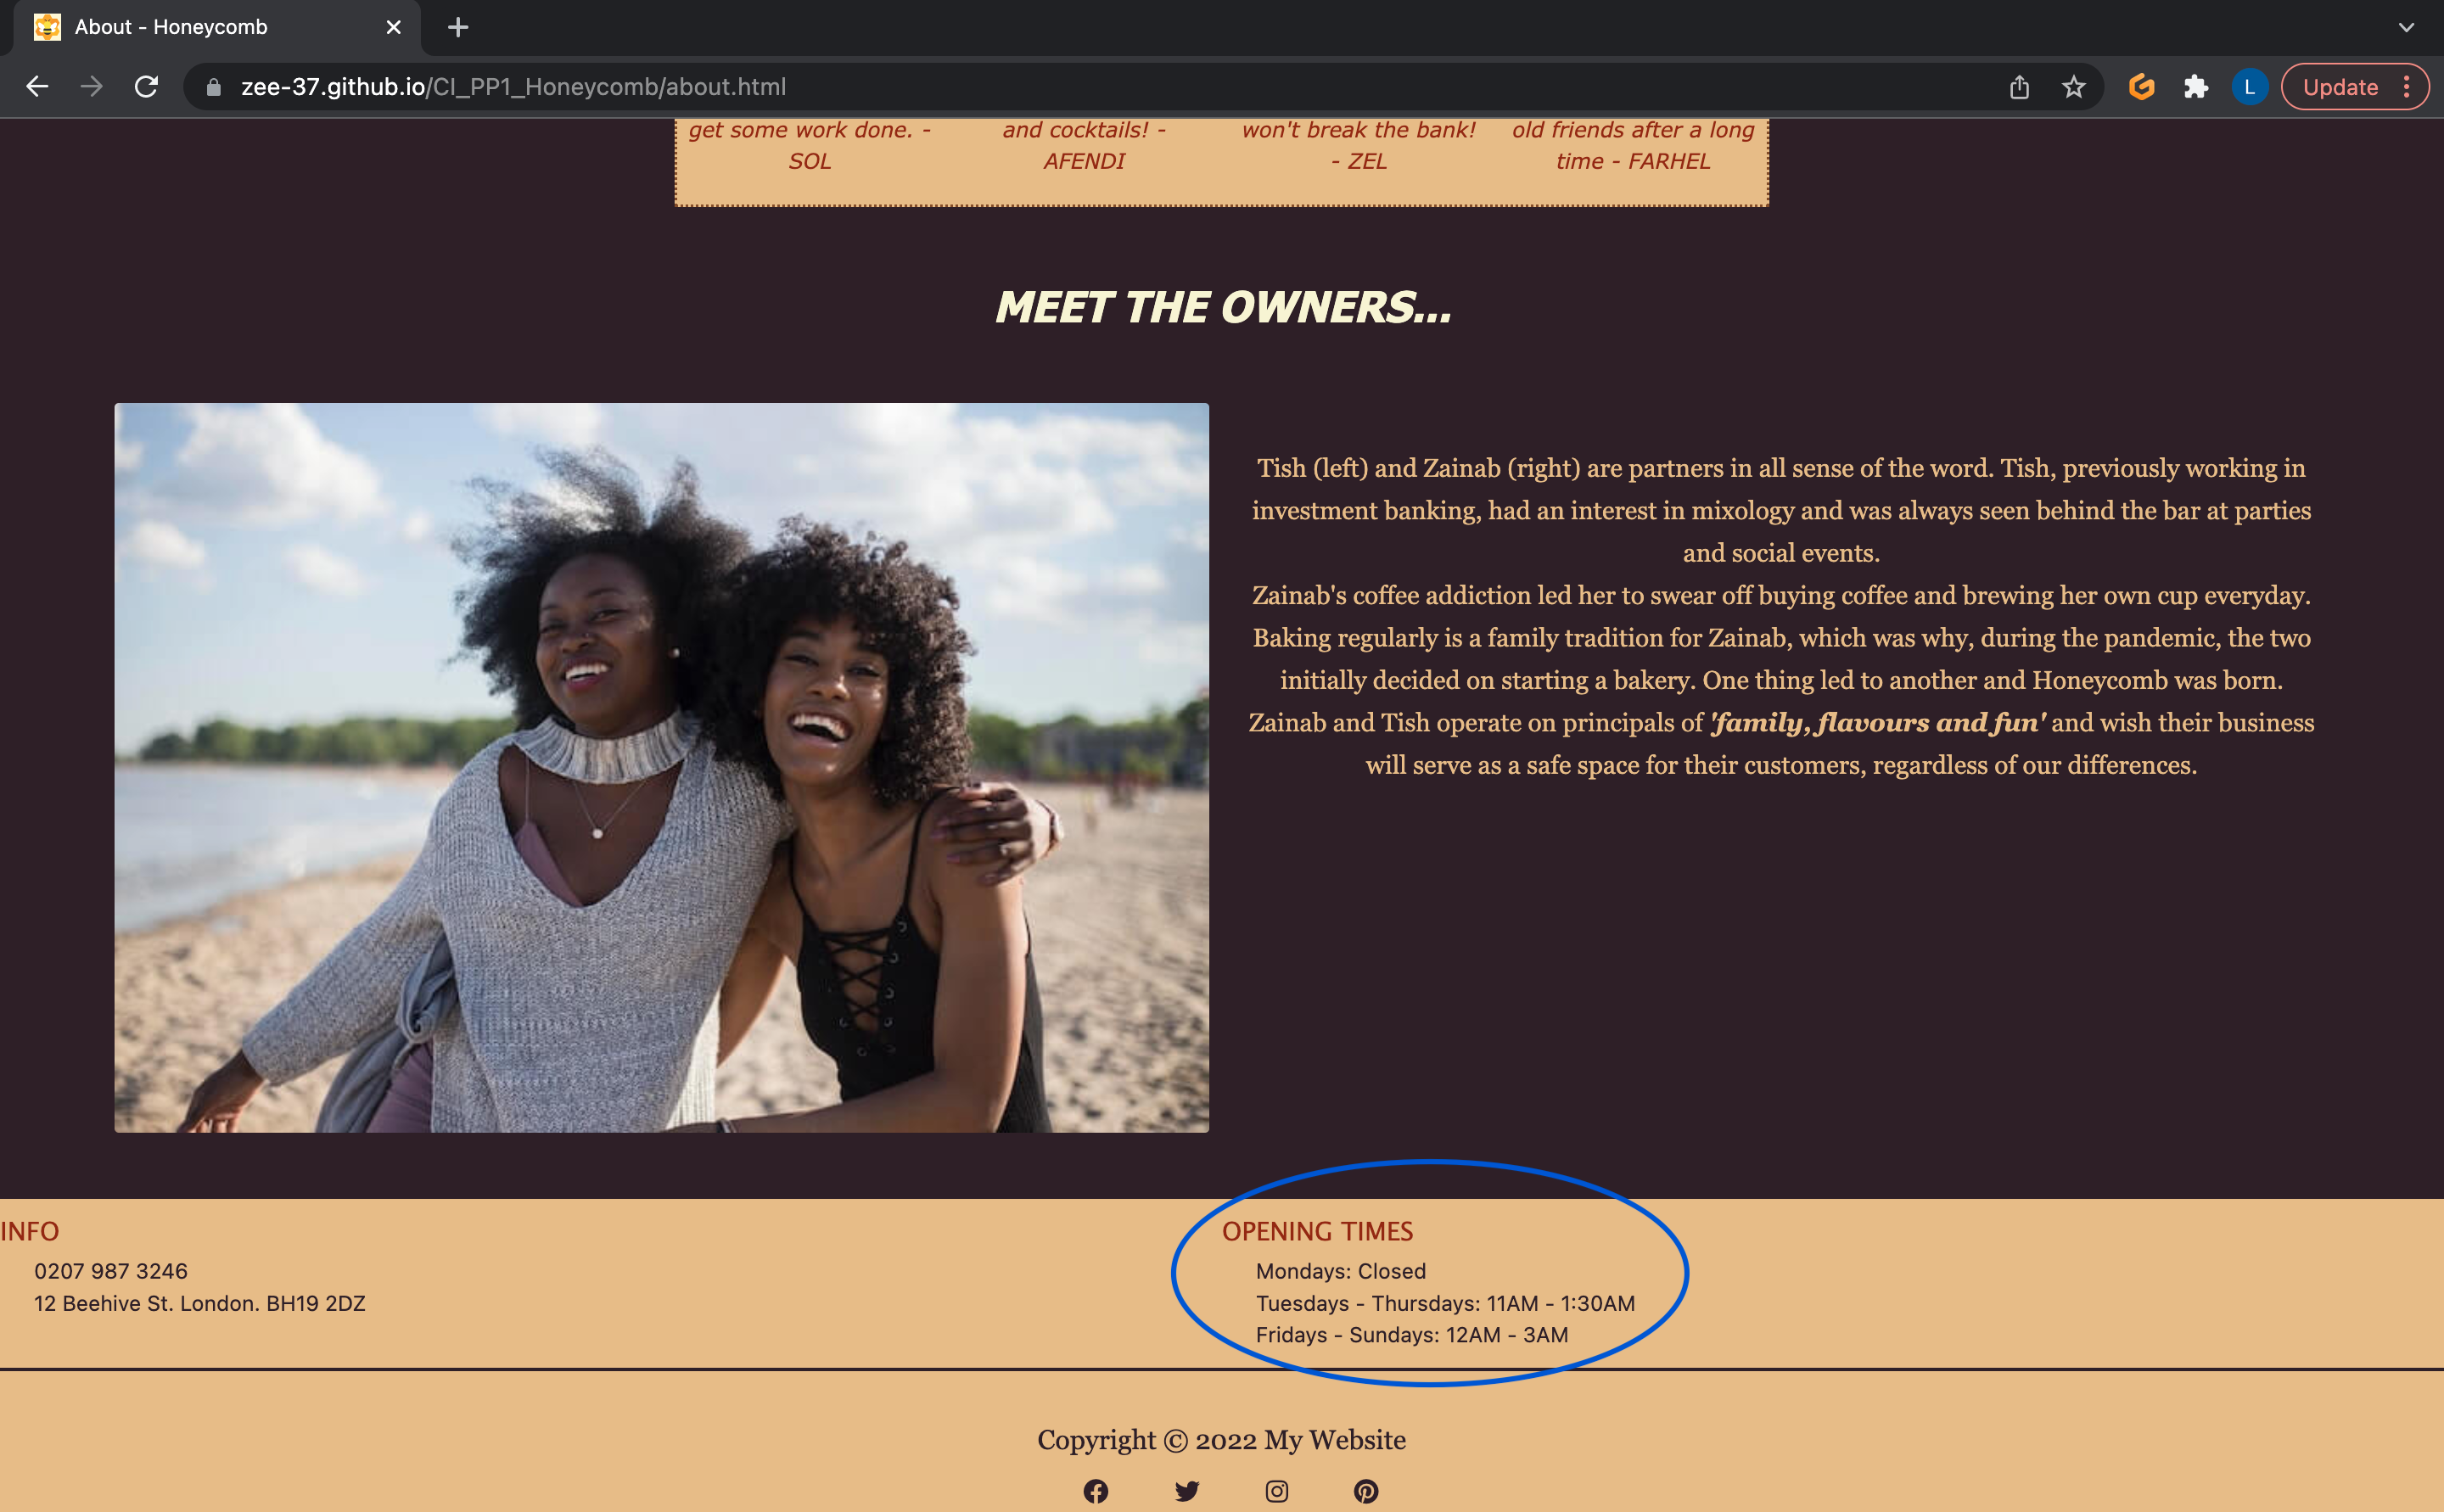 About - Honeycomb
zee-37.github.io/CI_PP1_Honeycomb/about.html
L
Update
get some work done. -
SOL
and cocktails! -
AFENDI
won't break the bank!
- ZEL
old friends after a long
time - FARHEL
MEET THE OWNERS...
Tish (left) and Zainab (right) are partners in all sense of the word. Tish, previously working in
investment banking, had an interest in mixology and was always seen behind the bar at parties
and social events.
Zainab's coffee addiction led her to swear off buying coffee and brewing her own cup everyday.
Baking regularly is a family tradition for Zainab, which was why, during the pandemic, the two
initially decided on starting a bakery. One thing led to another and Honeycomb was born.
Zainab and Tish operate on principals of 'family, flavours and fun' and wish their business
will serve as a safe space for their customers, regardless of our differences.
INFO
0207 987 3246
12 Beehive St. London. BH19 2DZ
OPENING TIMES
Mondays: Closed
Tuesdays - Thursdays: 11AM - 1:30AM
Fridays - Sundays: 12AM - 3AM
Copyright © 2022 My Website